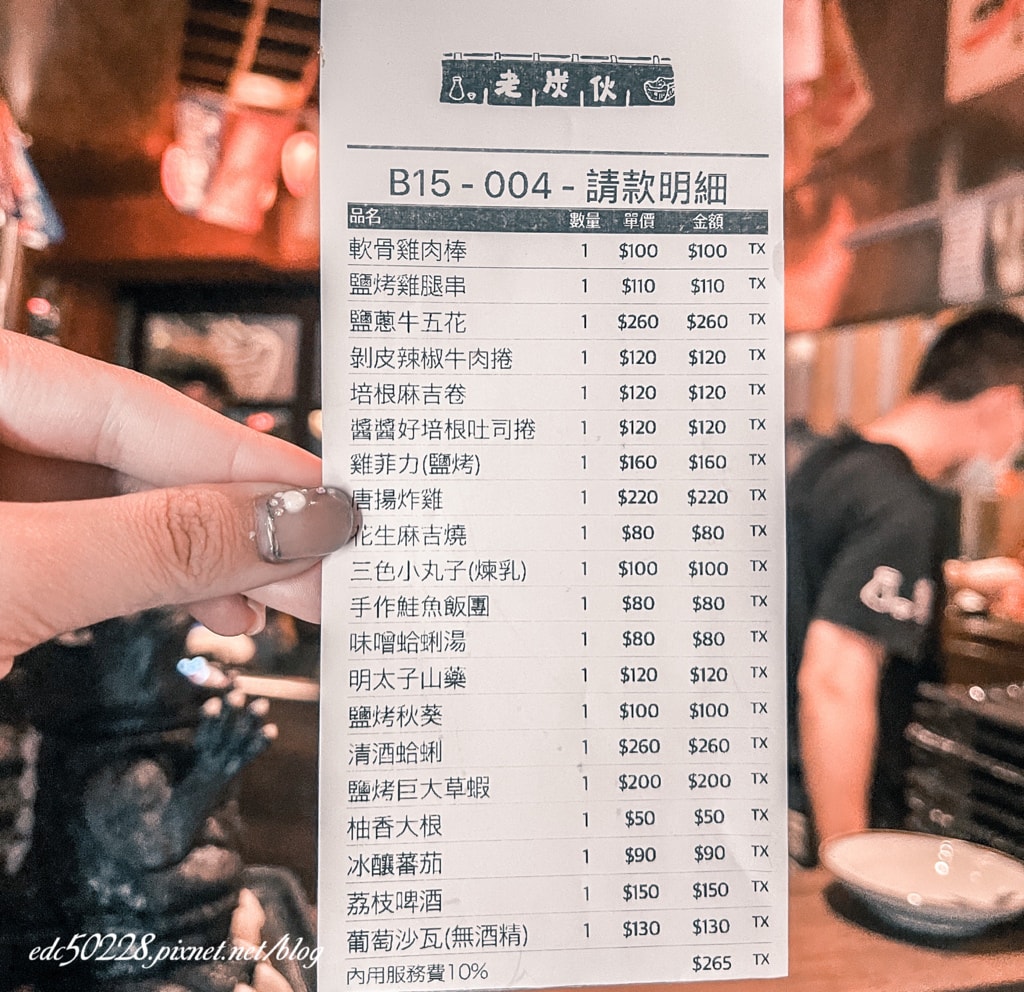 老炭伙
B15 - 004 - 請款明細
品名 數量 單價 金額
軟骨雞肉棒 1 $100 $100 TX
鹽烤雞腿串 1 $110 $110 TX
鹽蔥牛五花 1 $260 $260 TX
剝皮辣椒牛肉捲 1 $120 $120 TX
培根麻吉卷 1 $120 $120 TX
醬醬好培根吐司捲 1 $120 $120 TX
雞菲力(鹽烤) 1 $160 $160 TX
唐揚炸雞 1 $220 $220 TX
花生麻吉燒 1 $80 $80 TX
三色小丸子(煉乳) 1 $100 $100 TX
手作鮭魚飯糰 1 $80 $80 TX
味噌蛤蜊湯 1 $80 $80 TX
明太子山藥 1 $120 $120 TX
鹽烤秋葵 1 $100 $100 TX
清酒蛤蜊 1 $260 $260 TX
鹽烤巨大草蝦 1 $200 $200 TX
柚香大根 1 $50 $50 TX
冰釀蕃茄 1 $90 $90 TX
荔枝啤酒 1 $150 $150 TX
葡萄沙瓦(無酒精) 1 $130 $130 TX
內用服務費10% $265 TX
edc50228.pixnet.net/blog